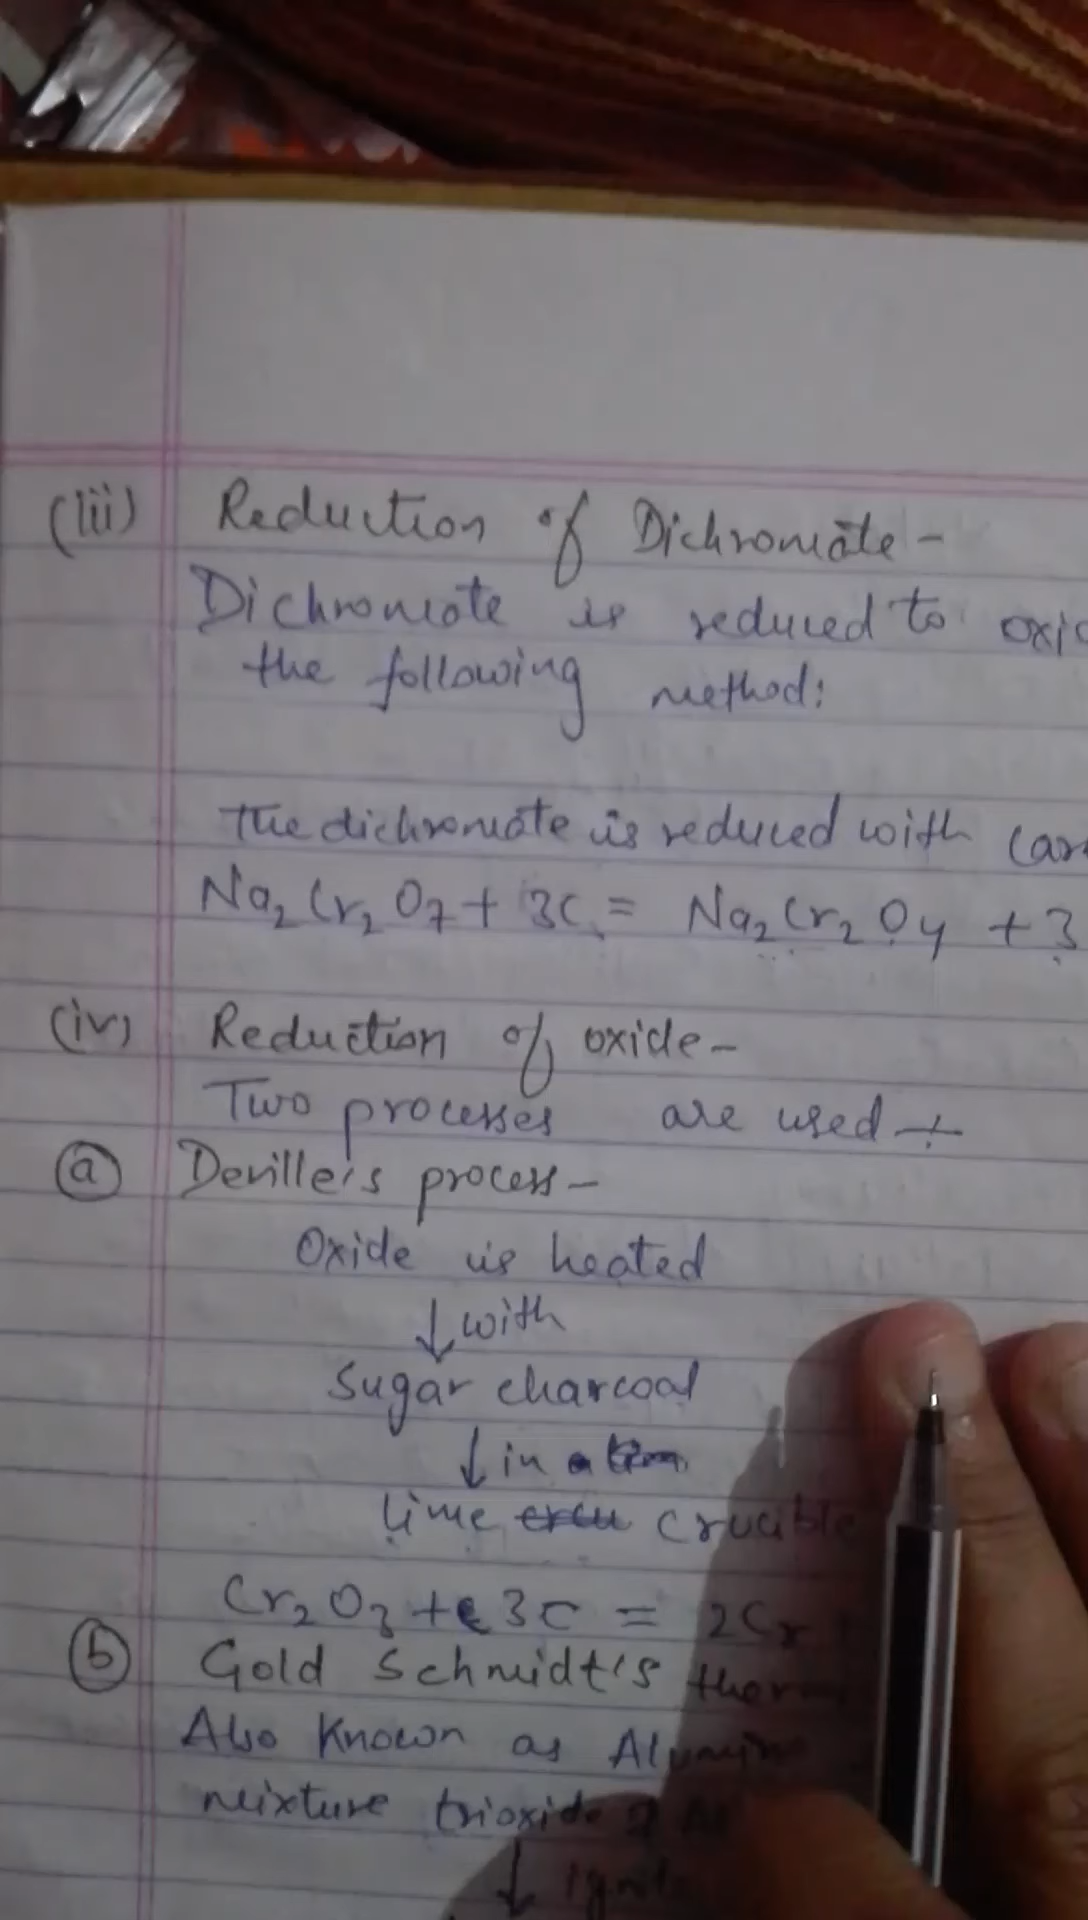 (iii) Reduction of Dichromate -
Dichromate is reduced to
the following method:
The dichromate is reduced with
Na2Cr2O7 + 3C = Na2Cr2O4 + 3
(iv) Reduction of oxide -
Two processes are used -
(a) Deville's process -
Oxide is heated
↓ with
Sugar charcoal
↓ in a
lime crucible
Cr2O3 + 3C = 2Cr
(b) Gold Schmidt's
Also Known as
mixture trioxide
↓